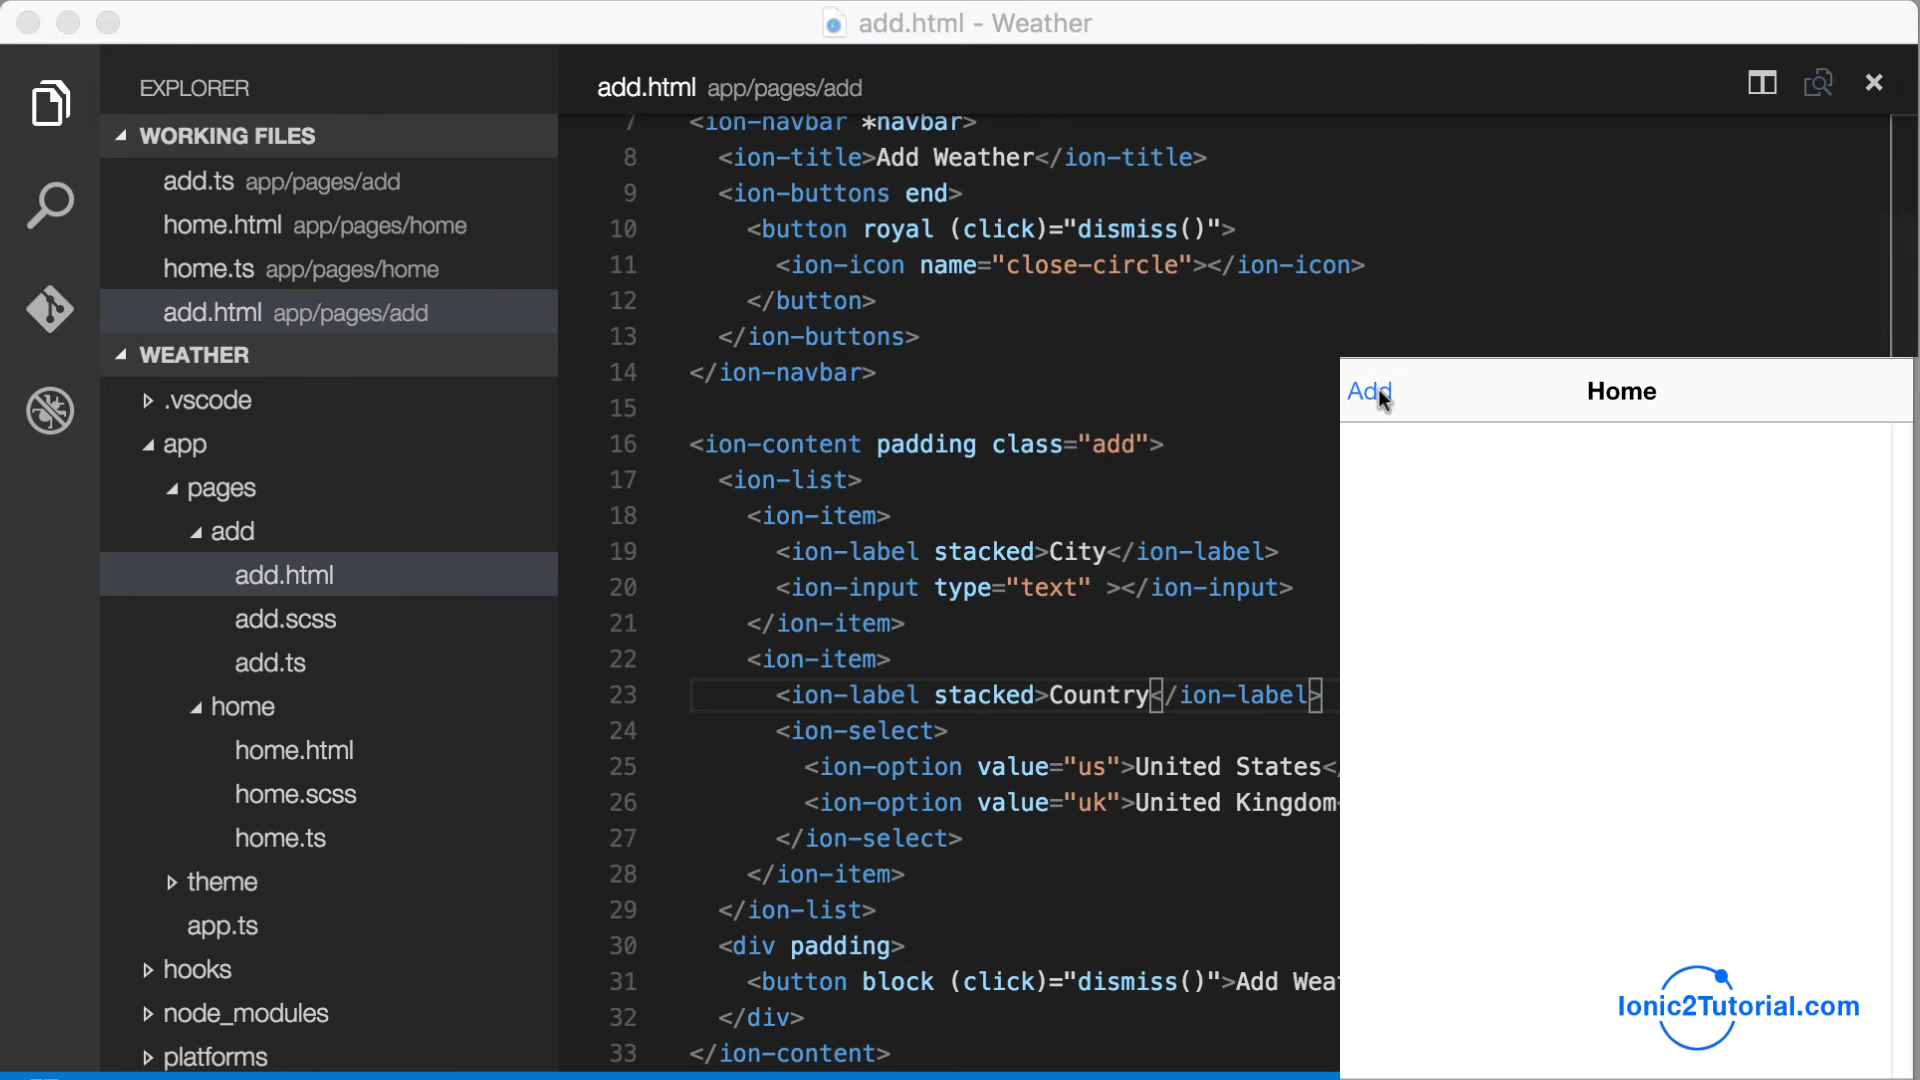 add.html - Weather
EXPLORER
WORKING FILES
add.ts app/pages/add
home.html app/pages/home
home.ts app/pages/home
add.html app/pages/add
WEATHER
.vscode
app
pages
add
add.html
add.scss
add.ts
home
home.html
home.scss
home.ts
theme
app.ts
hooks
node_modules
platforms
add.html app/pages/add
7 <ion-navbar *navbar>
8 <ion-title>Add Weather</ion-title>
9 <ion-buttons end>
10 <button royal (click)="dismiss()">
11 <ion-icon name="close-circle"></ion-icon>
12 </button>
13 </ion-buttons>
14 </ion-navbar>
15
16 <ion-content padding class="add">
17 <ion-list>
18 <ion-item>
19 <ion-label stacked>City</ion-label>
20 <ion-input type="text" ></ion-input>
21 </ion-item>
22 <ion-item>
23 <ion-label stacked>Country</ion-label>
24 <ion-select>
25 <ion-option value="us">United States</
26 <ion-option value="uk">United Kingdom
27 </ion-select>
28 </ion-item>
29 </ion-list>
30 <div padding>
31 <button block (click)="dismiss()">Add Wea
32 </div>
33 </ion-content>
Add
Home
Ionic2Tutorial.com